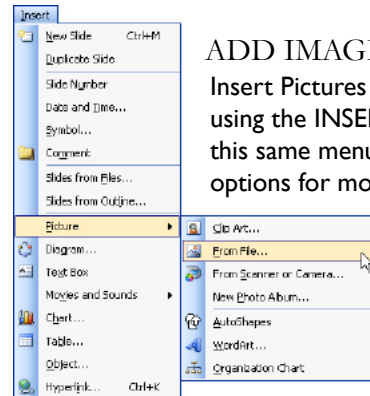 Insert
New Slide Ctrl+M
Duplicate Slide
Slide Number
Date and Time...
Symbol...
Comment
Slides from Files...
Slides from Outline...
Picture
Diagram...
Text Box
Movies and Sounds
Chart...
Table...
Object...
Hyperlink... Ctrl+K
ADD IMAG
Insert Pictures
using the INSE
this same menu
options for mo
Clip Art...
From File...
From Scanner or Camera...
New Photo Album...
AutoShapes
WordArt...
Organization Chart